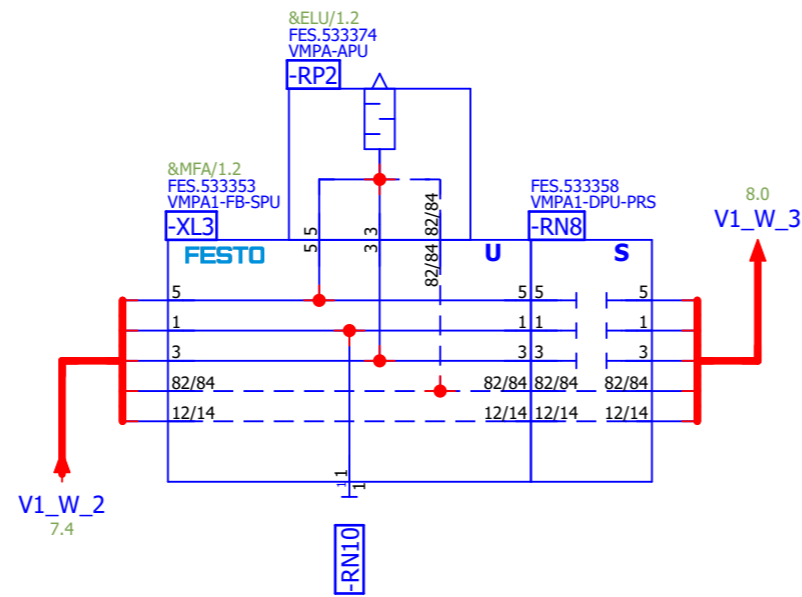 &ELU/1.2
FES.533374
VMPA-APU
-RP2
&MFA/1.2
FES.533353
VMPA1-FB-SPU
-XL3
FES.533358
VMPA1-DPU-PRS
-RN8
8.0
V1_W_3
5 5
3 3
82/84 82/84
FESTO
U
S
5 5 5 5
1 1 1 1
3 3 3 3
82/84 82/84 82/84 82/84
12/14 12/14 12/14 12/14
1 1 1
V1_W_2
7.4
-RN10